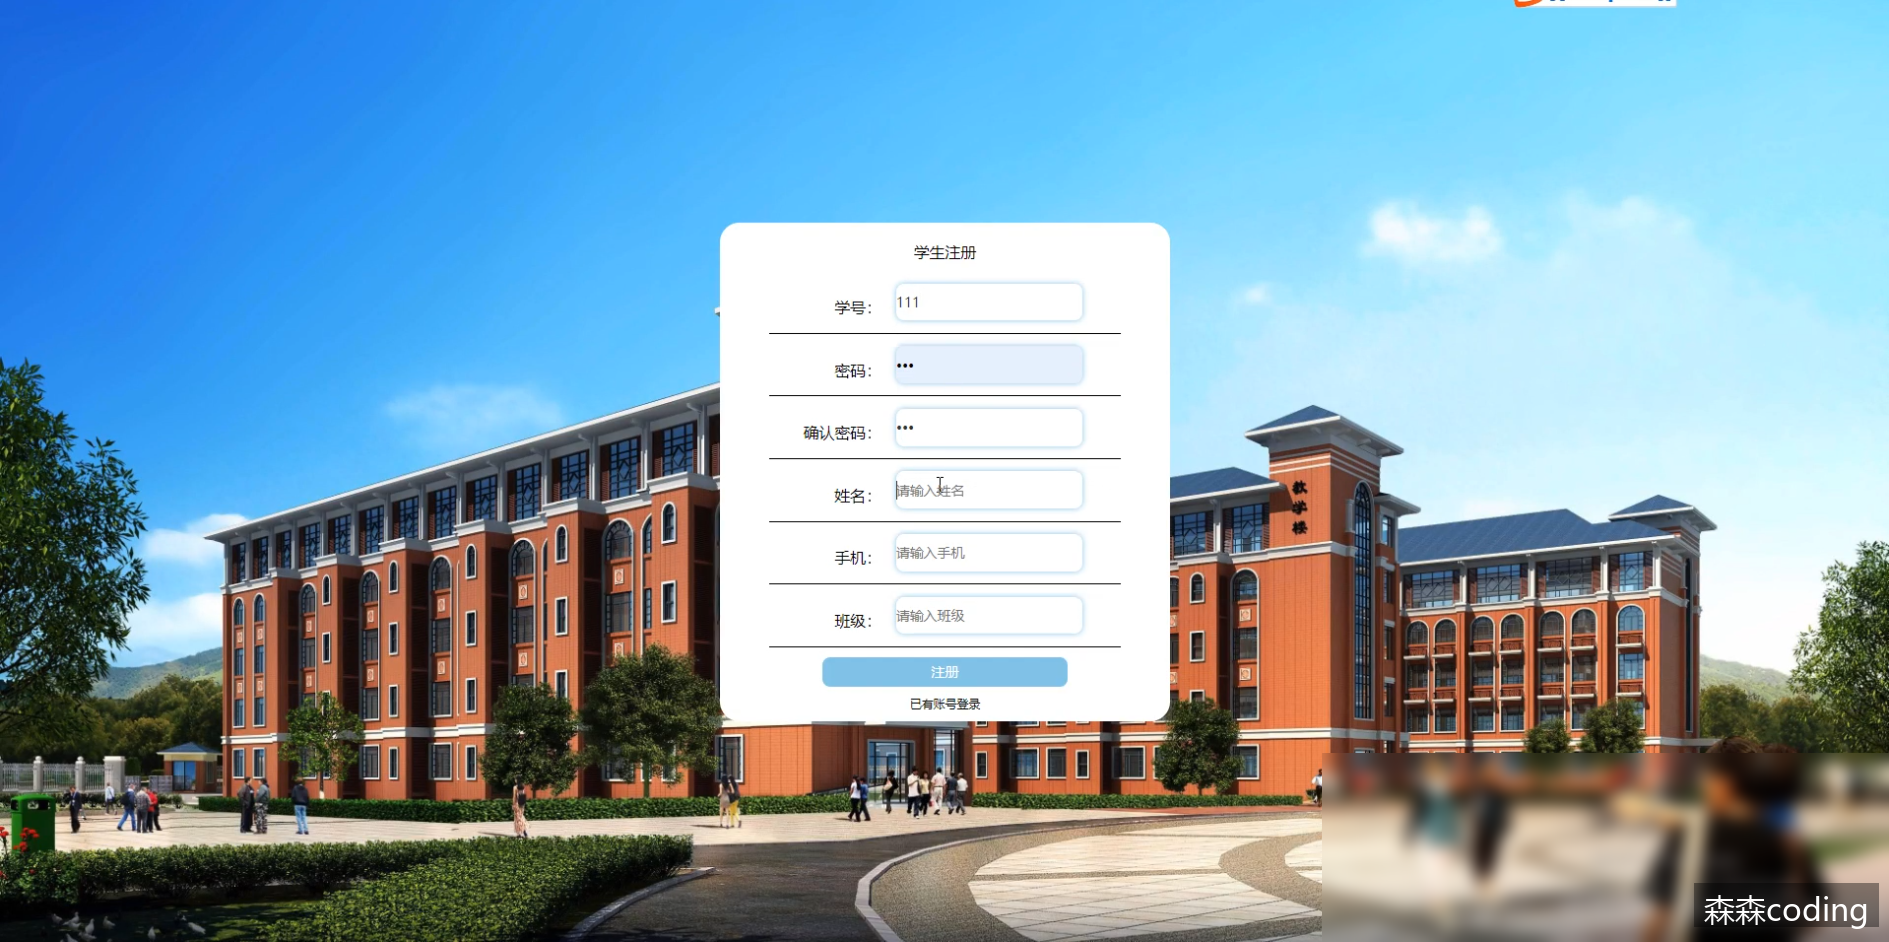 学生注册
学号： 111
密码： •••
确认密码： •••
姓名： 请输入姓名
手机： 请输入手机
班级： 请输入班级
注册
已有账号登录
教学楼
森森coding